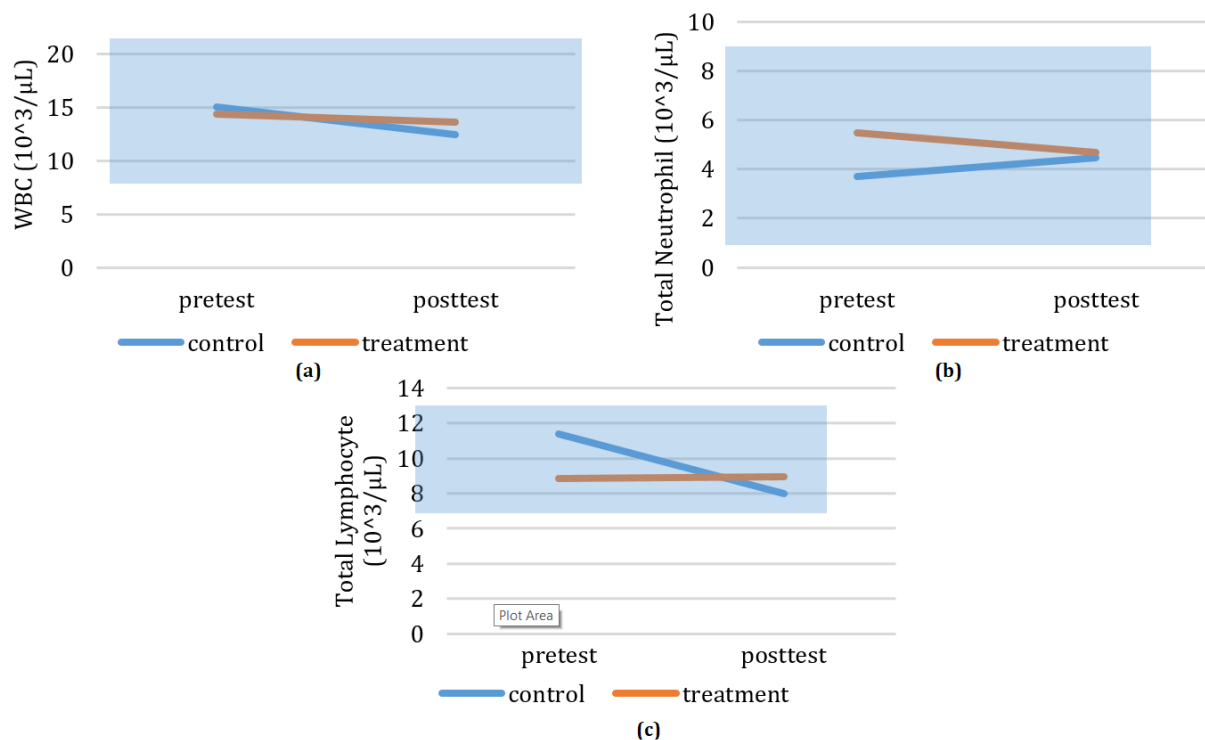 WBC (10^3/µL)
20
15
10
5
0
pretest posttest
control treatment
(a)
Total Neutrophil (10^3/µL)
10
8
6
4
2
0
pretest posttest
control treatment
(b)
Total Lymphocyte
(10^3/µL)
14
12
10
8
6
4
2
0
Plot Area
pretest posttest
control treatment
(c)